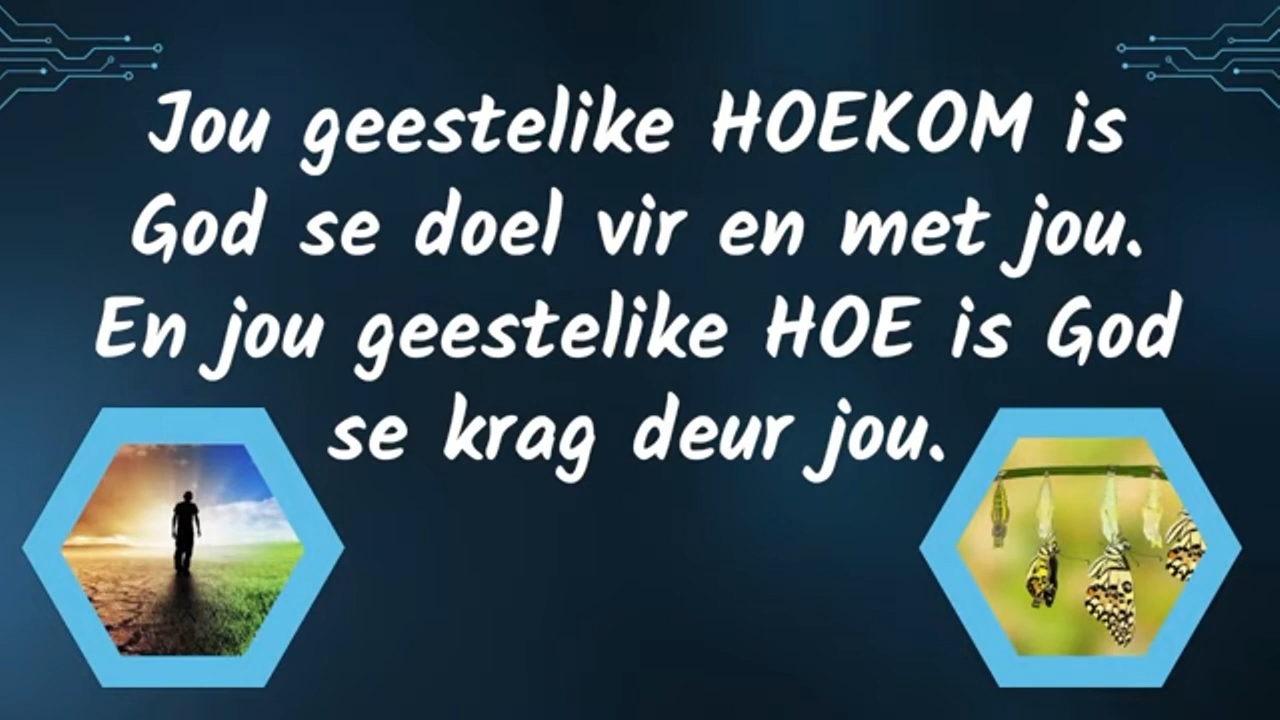 Jou geestelike HOEKOM is
God se doel vir en met jou.
En jou geestelike HOE is God
se krag deur jou.